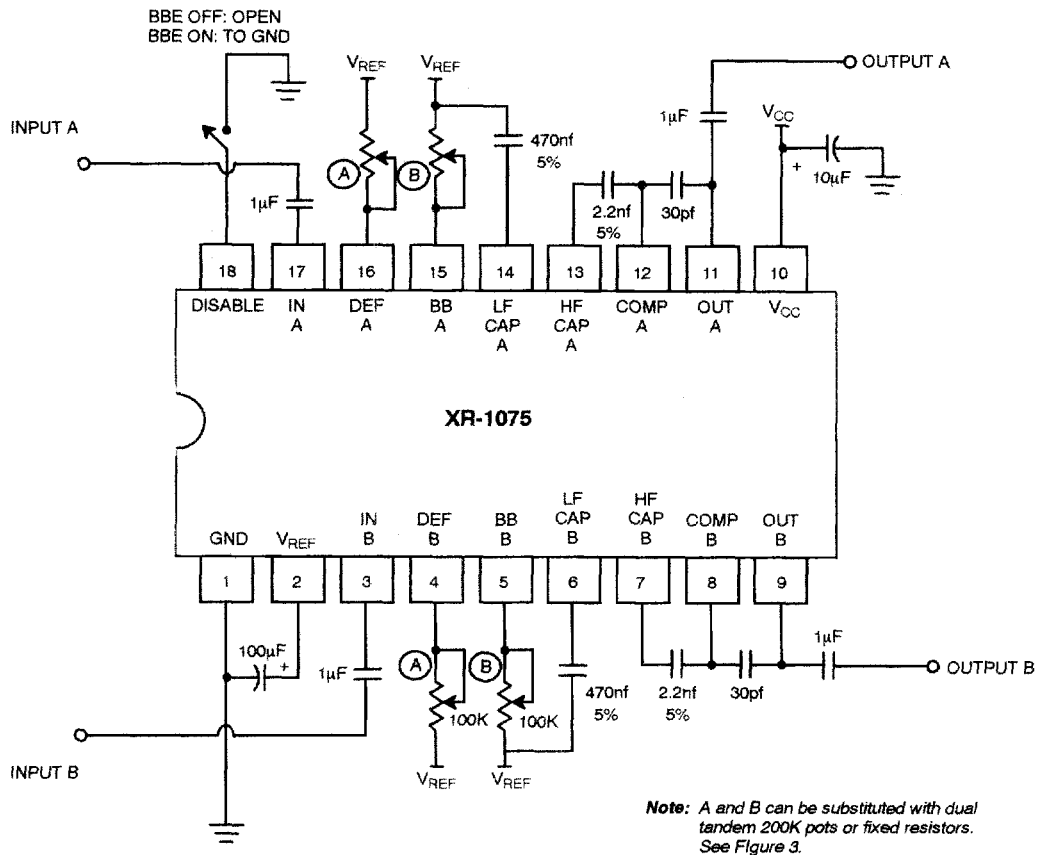 BBE OFF: OPEN
BBE ON: TO GND
INPUT A
VREF
VREF
OUTPUT A
1µF
VCC
470nf
5%
A
B
1µF
2.2nf
5%
30pf
+
10µF
18
17
16
15
14
13
12
11
10
DISABLE
IN
A
DEF
A
BB
A
LF
CAP
A
HF
CAP
A
COMP
A
OUT
A
VCC
XR-1075
GND
VREF
IN
B
DEF
B
BB
B
LF
CAP
B
HF
CAP
B
COMP
B
OUT
B
1
2
3
4
5
6
7
8
9
100µF
+
1µF
A
100K
B
100K
470nf
5%
2.2nf
5%
30pf
1µF
OUTPUT B
INPUT B
VREF
VREF
Note: A and B can be substituted with dual
tandem 200K pots or fixed resistors.
See Figure 3.